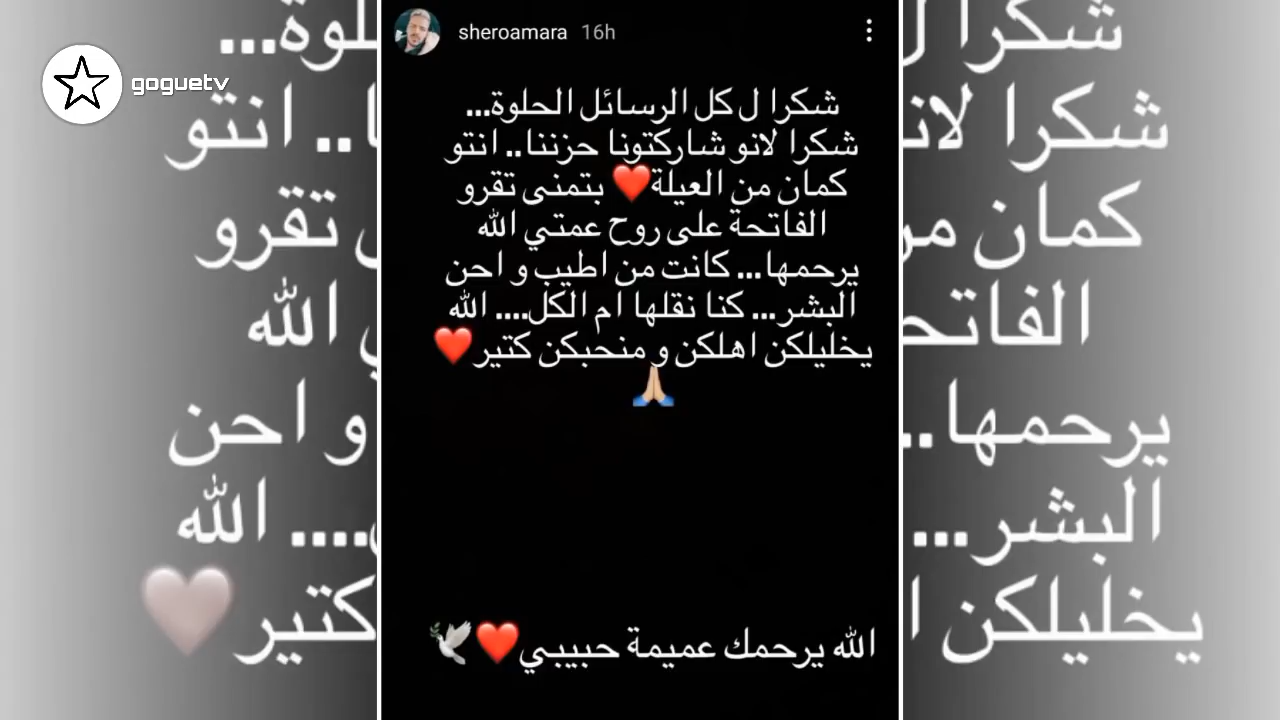 goguetv
sheroamara 16h
شكرا ل كل الرسائل الحلوة...
شكرا لانو شاركتونا حزننا.. انتو
كمان من العيلة❤️ بتمنى تقرو
الفاتحة على روح عمتي الله
يرحمها... كانت من اطيب و احن
البشر... كنا نقلها ام الكل.... الله
يخليلكن اهلكن و منحبكن كتير❤️
🙏🏼
الله يرحمك عميمة حبيبي❤️🕊️